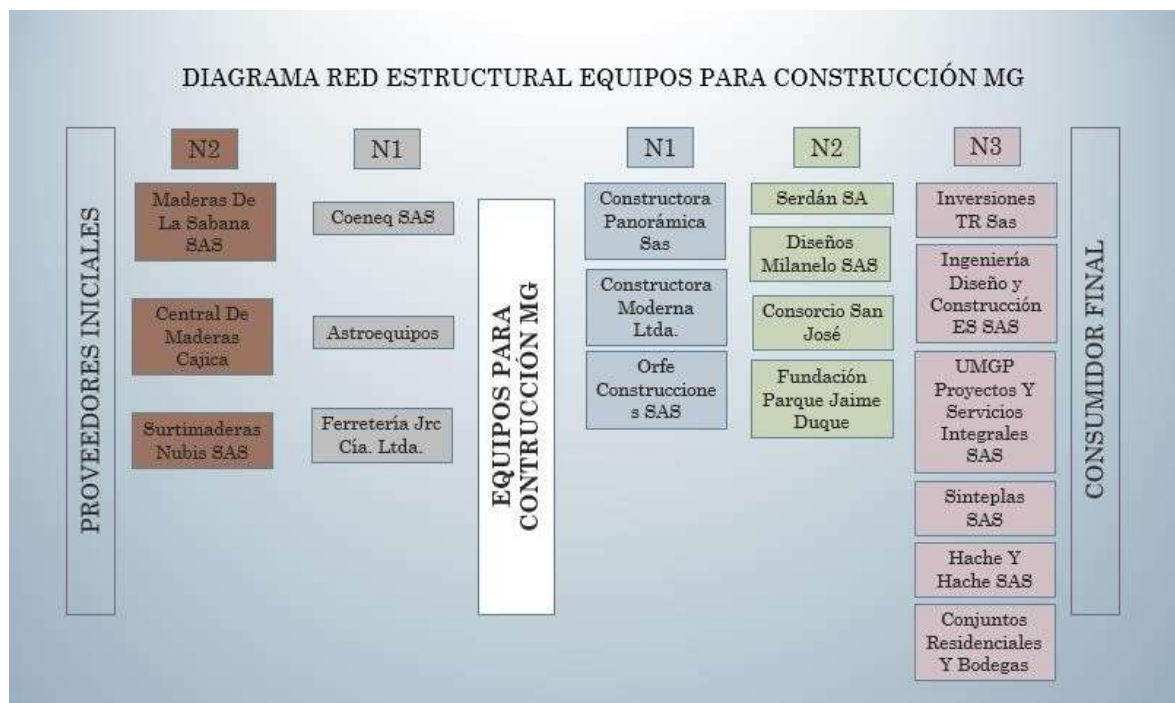 DIAGRAMA RED ESTRUCTURAL EQUIPOS PARA CONSTRUCCIÓN MG
PROVEEDORES INICIALES
N2
Maderas De
La Sabana
SAS
Central De
Maderas
Cajica
Surtimaderas
Nubis SAS
N1
Coeneq SAS
Astroequipos
Ferretería Jrc
Cía. Ltda.
EQUIPOS PARA
CONTRUCCIÓN MG
N1
Constructora
Panorámica
Sas
Constructora
Moderna
Ltda.
Orfe
Construccione
s SAS
N2
Serdán SA
Diseños
Milanelo SAS
Consorcio San
José
Fundación
Parque Jaime
Duque
N3
Inversiones
TR Sas
Ingeniería
Diseño y
Construcción
ES SAS
UMGP
Proyectos Y
Servicios
Integrales
SAS
Sinteplas
SAS
Hache Y
Hache SAS
Conjuntos
Residenciales
Y Bodegas
CONSUMIDOR FINAL